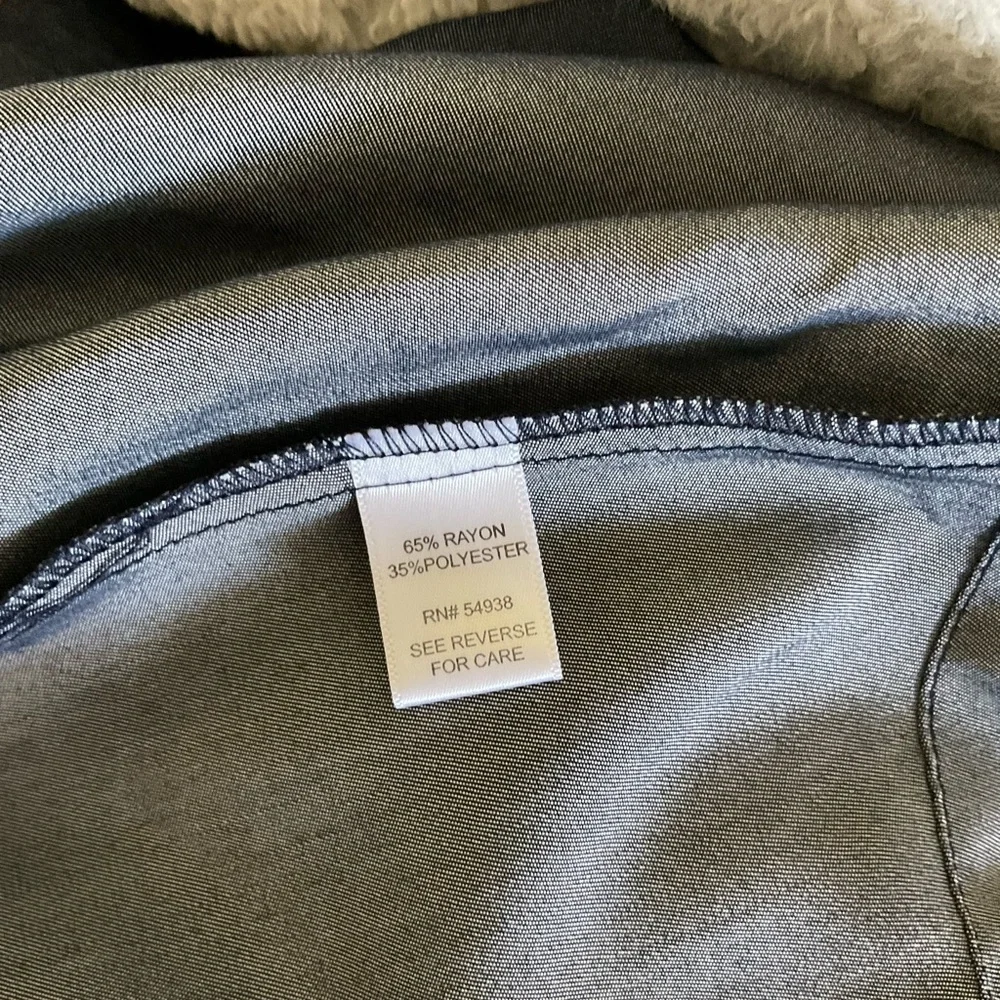 65% RAYON
35%POLYESTER
RN# 54938
SEE REVERSE
FOR CARE